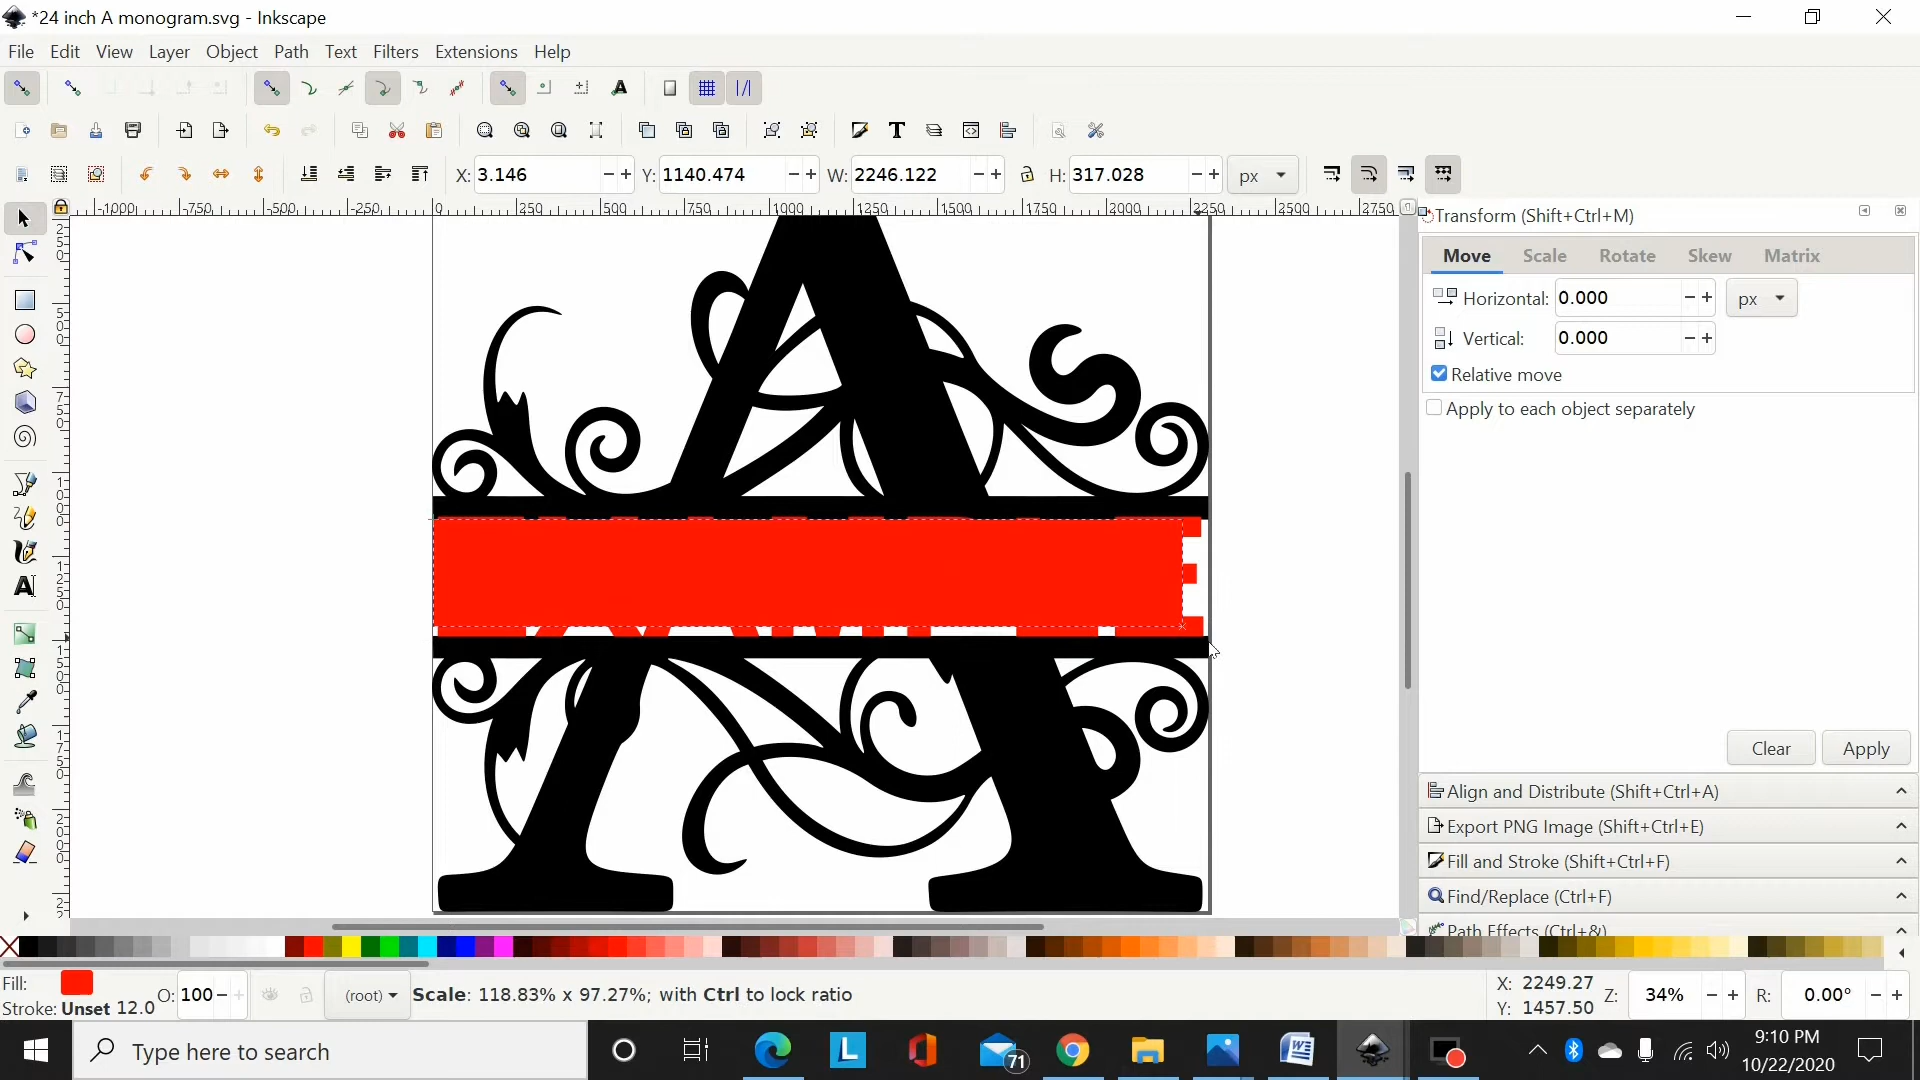 *24 inch A monogram.svg - Inkscape
File Edit View Layer Object Path Text Filters Extensions Help
X: 3.146 Y: 1140.474 W: 2246.122 H: 317.028 px
-1000 -750 -500 -250 0 250 500 750 1000 1250 1500 1750 2000 2250 2500 2750
Transform (Shift+Ctrl+M)
Move Scale Rotate Skew Matrix
Horizontal: 0.000 px
Vertical: 0.000
Relative move
Apply to each object separately
A
E
Clear Apply
Align and Distribute (Shift+Ctrl+A)
Export PNG Image (Shift+Ctrl+E)
Fill and Stroke (Shift+Ctrl+F)
Find/Replace (Ctrl+F)
Path Effects (Ctrl+&)
Fill:
Stroke: Unset 12.0 O: 100 (root) Scale: 118.83% x 97.27%; with Ctrl to lock ratio
X: 2249.27
Y: 1457.50
Z: 34% R: 0.00°
Type here to search
71
9:10 PM
10/22/2020